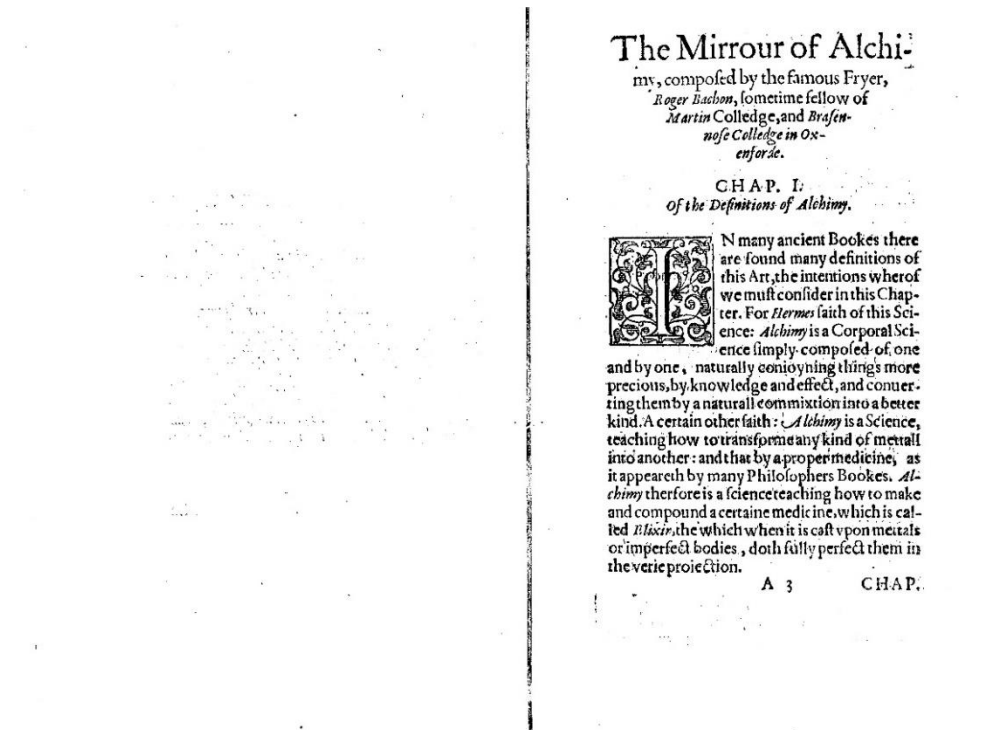 The Mirrour of Alchi-
my, compoſed by the famous Fryer,
Roger Bachon, ſometime fellow of
Martin Colledge, and Braſen-
noſe Colledge in Ox-
enforde.
CHAP. I.
Of the Definitions of Alchimy.
IN many ancient Bookes there
are found many definitions of
this Art, the intentions wherof
we muſt conſider in this Chap-
ter. For Hermes ſaith of this Sci-
ence: Alchimy is a Corporal Sci-
ence ſimply compoſed of one
and by one, naturally conioyning things more
precious, by knowledge and effect, and conuer-
ting them by a naturall commixtion into a better
kind. A certain other ſaith: Alchimy is a Science,
teaching how to transforme any kind of mettall
into another: and that by a proper medicine, as
it appeareth by many Philoſophers Bookes. Al-
chimy therfore is a ſcience teaching how to make
and compound a certaine medicine, which is cal-
led Elixir, the which when it is caſt vpon mettals
or imperfect bodies, doth fully perfect them in
the verie proiection.
A 3 CHAP.